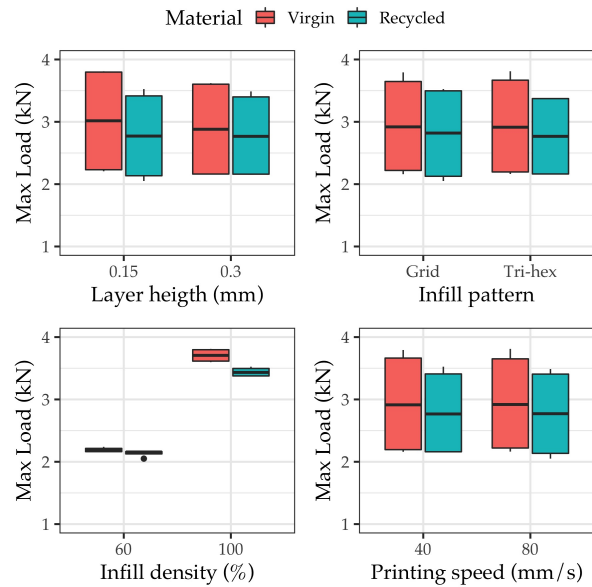 Material Virgin Recycled
Max Load (kN)
4
3
2
1
0.15 0.3
Layer heigth (mm)
Max Load (kN)
4
3
2
1
Grid Tri-hex
Infill pattern
Max Load (kN)
4
3
2
1
60 100
Infill density (%)
Max Load (kN)
4
3
2
1
40 80
Printing speed (mm/s)